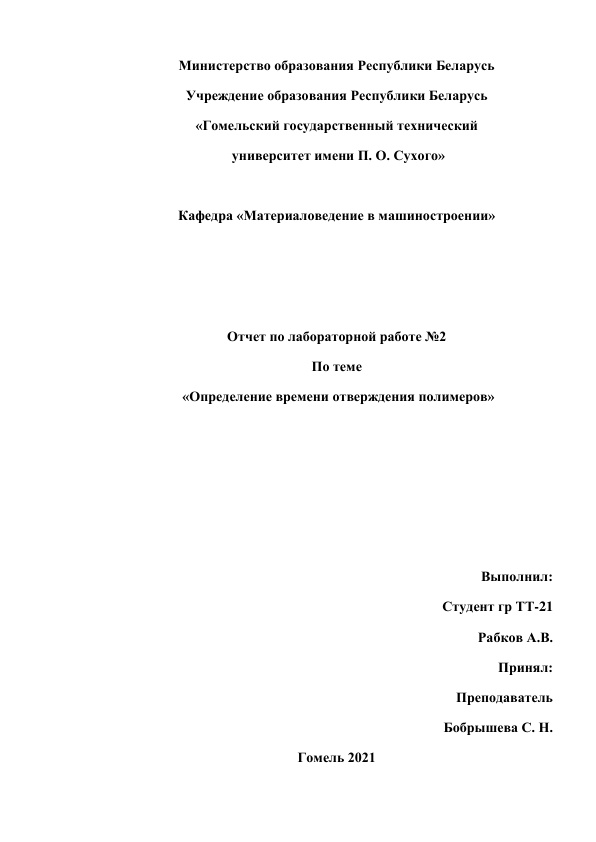 Министерство образования Республики Беларусь
Учреждение образования Республики Беларусь
«Гомельский государственный технический
университет имени П. О. Сухого»
Кафедра «Материаловедение в машиностроении»
Отчет по лабораторной работе №2
По теме
«Определение времени отверждения полимеров»
Выполнил:
Студент гр ТТ-21
Рабков А.В.
Принял:
Преподаватель
Бобрышева С. Н.
Гомель 2021